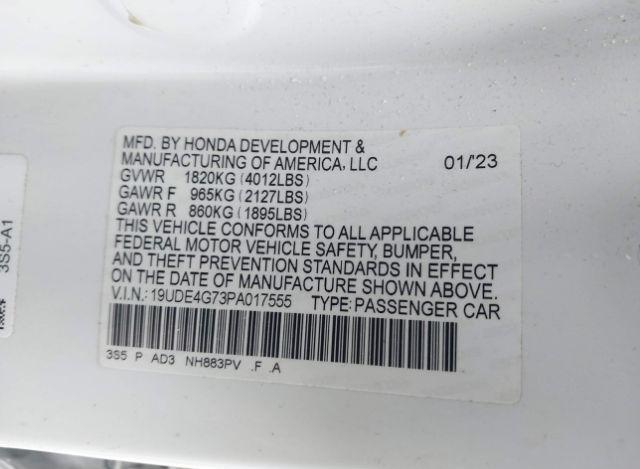 MFD. BY HONDA DEVELOPMENT &
MANUFACTURING OF AMERICA, LLC 01/'23
GVWR 1820KG (4012LBS)
GAWR F 965KG (2127LBS)
GAWR R 860KG (1895LBS)
THIS VEHICLE CONFORMS TO ALL APPLICABLE
FEDERAL MOTOR VEHICLE SAFETY, BUMPER,
AND THEFT PREVENTION STANDARDS IN EFFECT
ON THE DATE OF MANUFACTURE SHOWN ABOVE.
V.I.N.: 19UDE4G73PA017555 TYPE: PASSENGER CAR
3S5 P AD3 NH883PV .F .A
3S5-A1